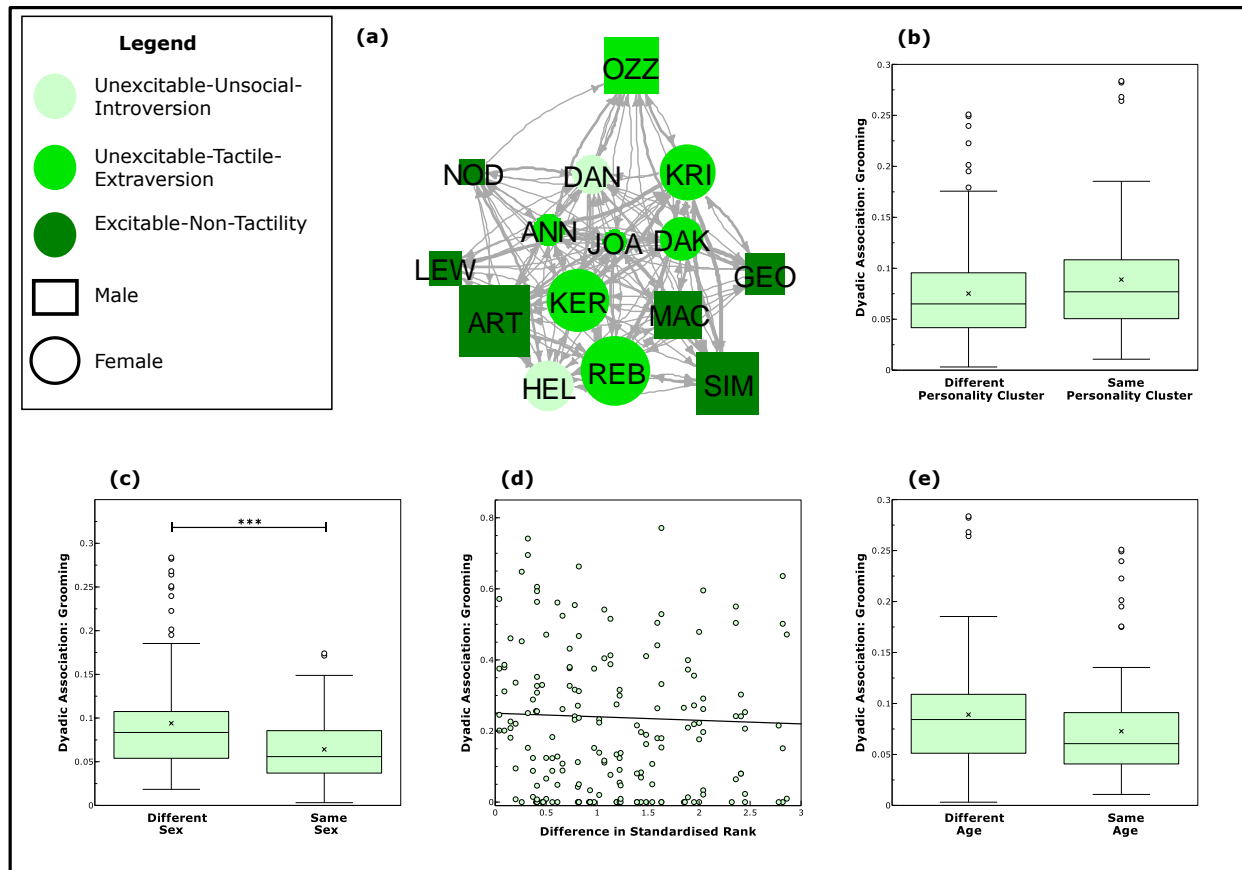 Legend
Unexcitable-Unsocial-
Introversion
Unexcitable-Tactile-
Extraversion
Excitable-Non-Tactility
Male
Female
(a)
OZZ
NOD
DAN
KRI
ANN
JOA
DAK
LEW
GEO
KER
ART
MAC
REB
HEL
SIM
(b)
Dyadic Association: Grooming
0.3
0.25
0.2
0.15
0.1
0.05
0
Different
Personality Cluster
Same
Personality Cluster
(c)
Dyadic Association: Grooming
***
0.3
0.25
0.2
0.15
0.1
0.05
0
Different
Sex
Same
Sex
(d)
Dyadic Association: Grooming
0.8
0.6
0.4
0.2
0
0
0.5
1
1.5
2
2.5
3
Difference in Standardised Rank
(e)
Dyadic Association: Grooming
0.3
0.25
0.2
0.15
0.1
0.05
0
Different
Age
Same
Age